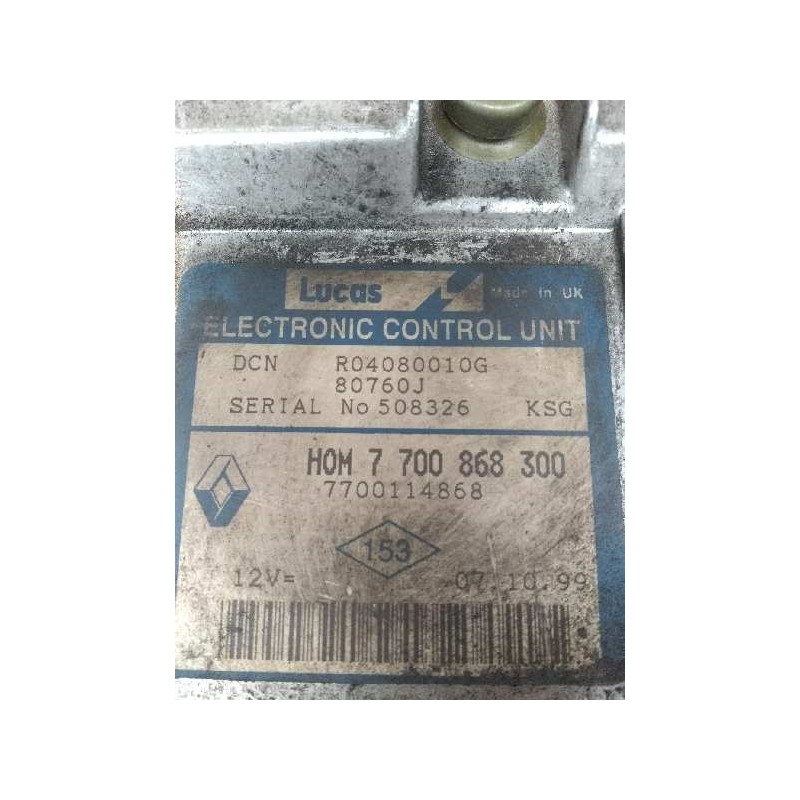 Lucas Made in UK
ELECTRONIC CONTROL UNIT
DCN R04080010G
80760J
SERIAL No 508326 KSG
HOM 7 700 868 300
7700114868
153
12V= 07.10.99